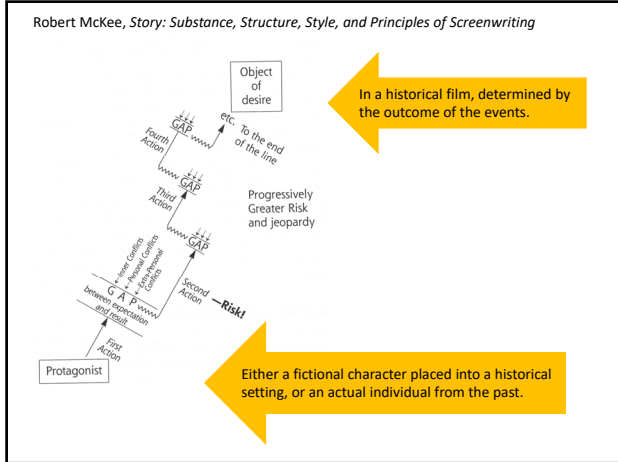 Robert McKee, Story: Substance, Structure, Style, and Principles of Screenwriting
Object
of
desire
In a historical film, determined by
the outcome of the events.
etc. To the end
of the line
GAP
Fourth
Action
GAP
Third
Action
Progressively
Greater Risk
and jeopardy
GAP
Inner Conflicts
Personal Conflicts
Extra-Personal
Conflicts
G A P
between expectation
and result
Second
Action
—Risk!
First
Action
Protagonist
Either a fictional character placed into a historical
setting, or an actual individual from the past.